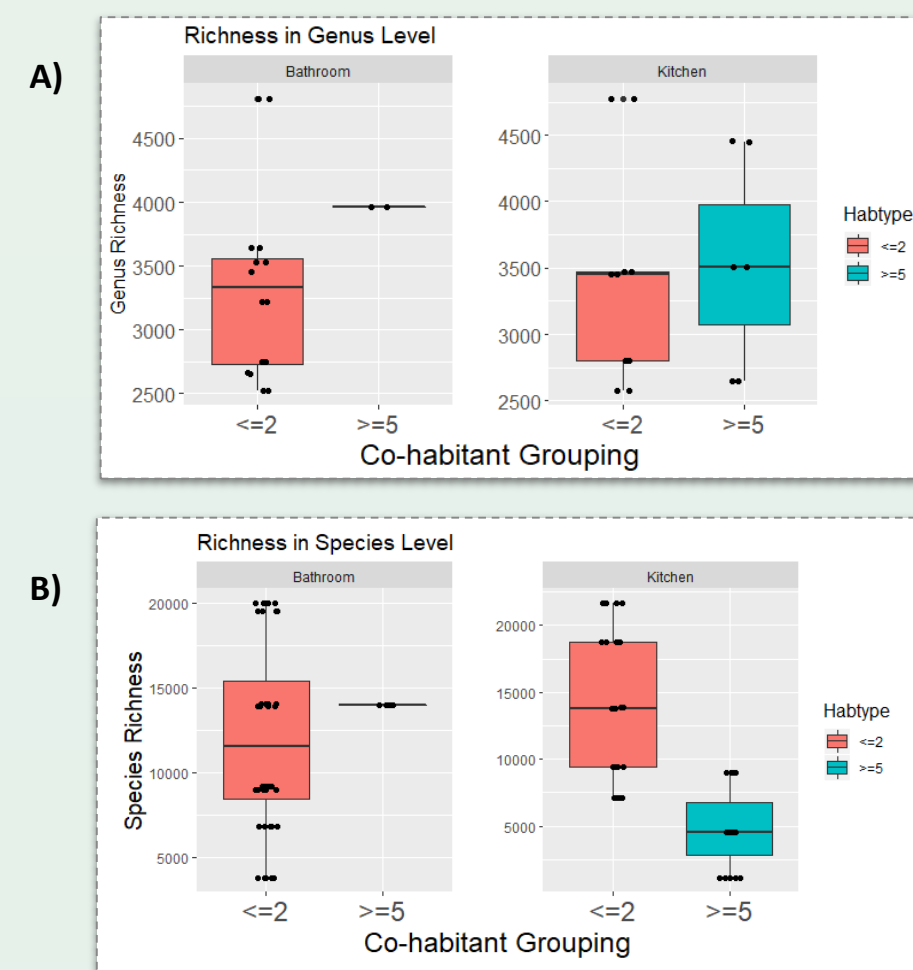 A)
Richness in Genus Level
Bathroom
Kitchen
Genus Richness
4500
4000
3500
3000
2500
4500
4000
3500
3000
2500
<=2
>=5
<=2
>=5
Co-habitant Grouping
Habtype
<=2
>=5
B)
Richness in Species Level
Bathroom
Kitchen
Species Richness
20000
15000
10000
5000
20000
15000
10000
5000
<=2
>=5
<=2
>=5
Co-habitant Grouping
Habtype
<=2
>=5